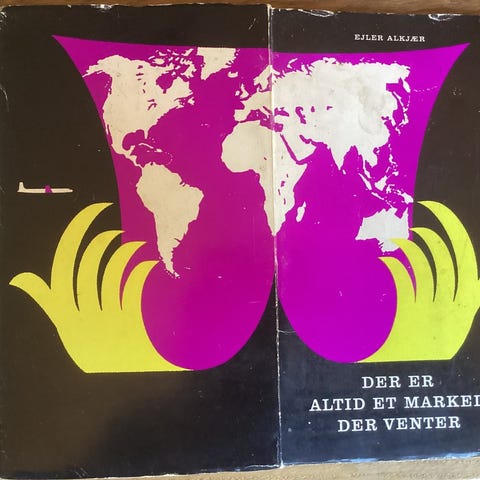 EJLER ALKJÆR
DER ER
ALTID ET MARKED
DER VENTER